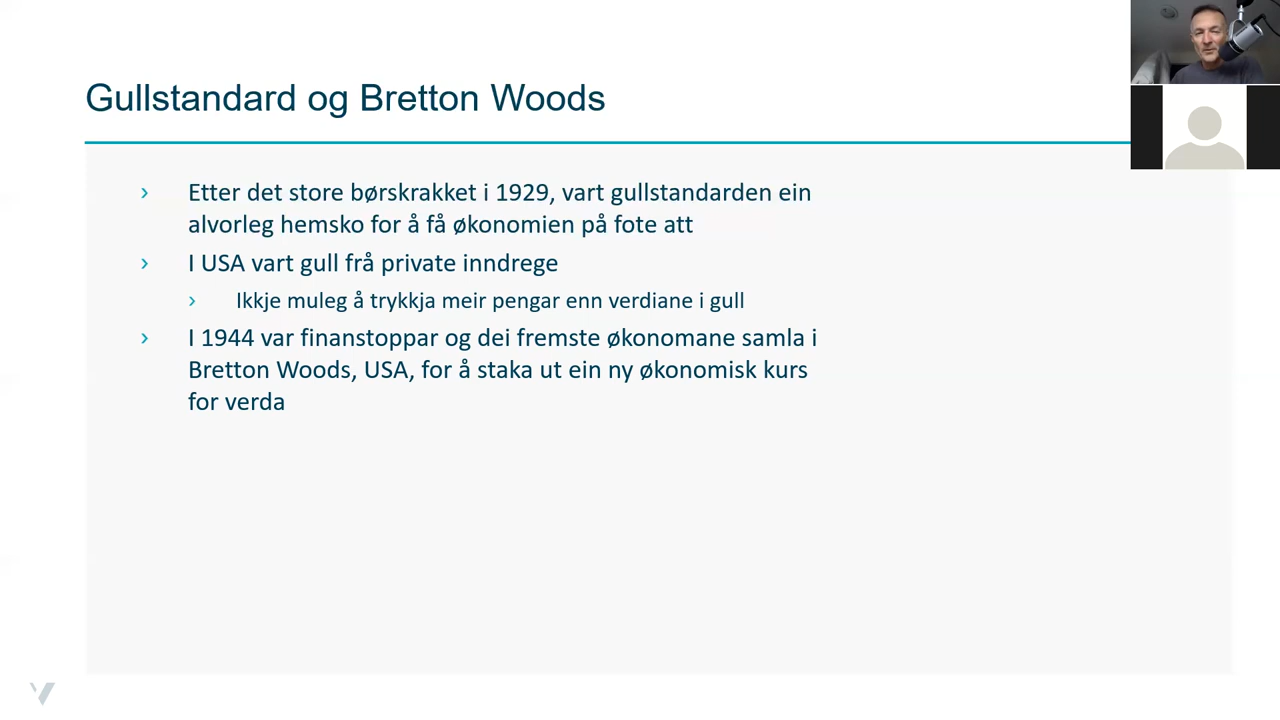 Gullstandard og Bretton Woods
› Etter det store børskrakket i 1929, vart gullstandarden ein
alvorleg hemsko for å få økonomien på fote att
› I USA vart gull frå private inndrege
› Ikkje muleg å trykkja meir pengar enn verdiane i gull
› I 1944 var finanstoppar og dei fremste økonomane samla i
Bretton Woods, USA, for å staka ut ein ny økonomisk kurs
for verda